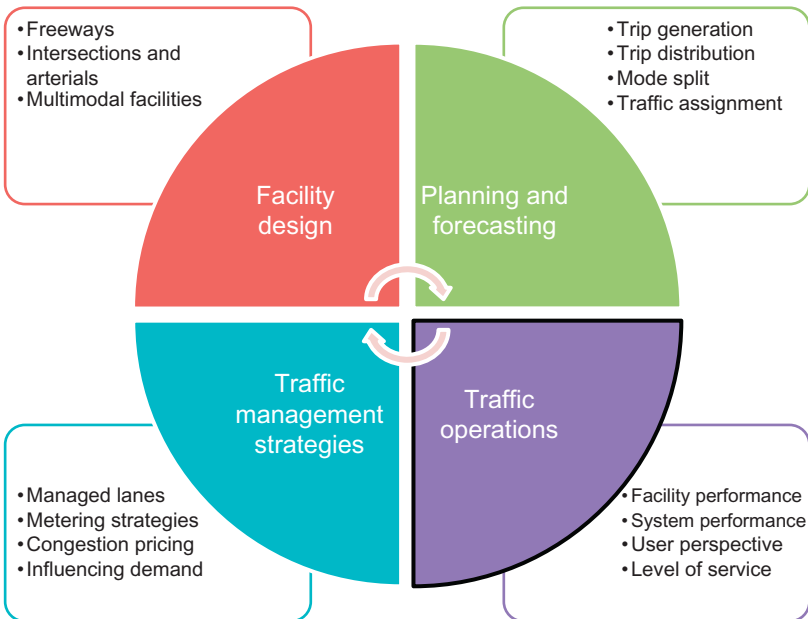 •Freeways
•Intersections and
arterials
•Multimodal facilities
•Trip generation
•Trip distribution
•Mode split
•Traffic assignment
Facility
design
Planning and
forecasting
Traffic
management
strategies
Traffic
operations
•Managed lanes
•Metering strategies
•Congestion pricing
•Influencing demand
•Facility performance
•System performance
•User perspective
•Level of service